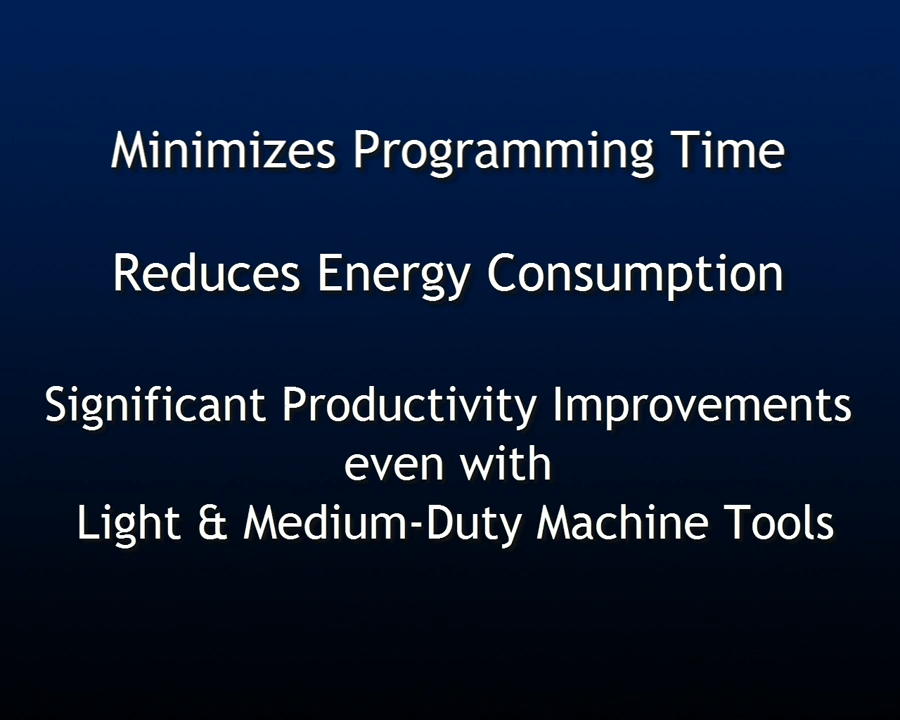 Minimizes Programming Time
Reduces Energy Consumption
Significant Productivity Improvements
even with
Light & Medium-Duty Machine Tools